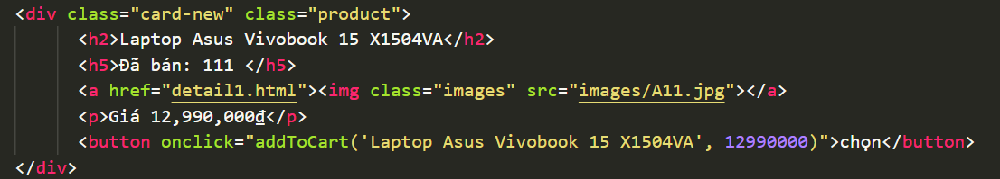 <div class="card-new" class="product">
<h2>Laptop Asus Vivobook 15 X1504VA</h2>
<h5>Đã bán: 111 </h5>
<a href="detail1.html"><img class="images" src="images/A11.jpg"></a>
<p>Giá 12,990,000₫</p>
<button onclick="addToCart('Laptop Asus Vivobook 15 X1504VA', 12990000)">chọn</button>
</div>